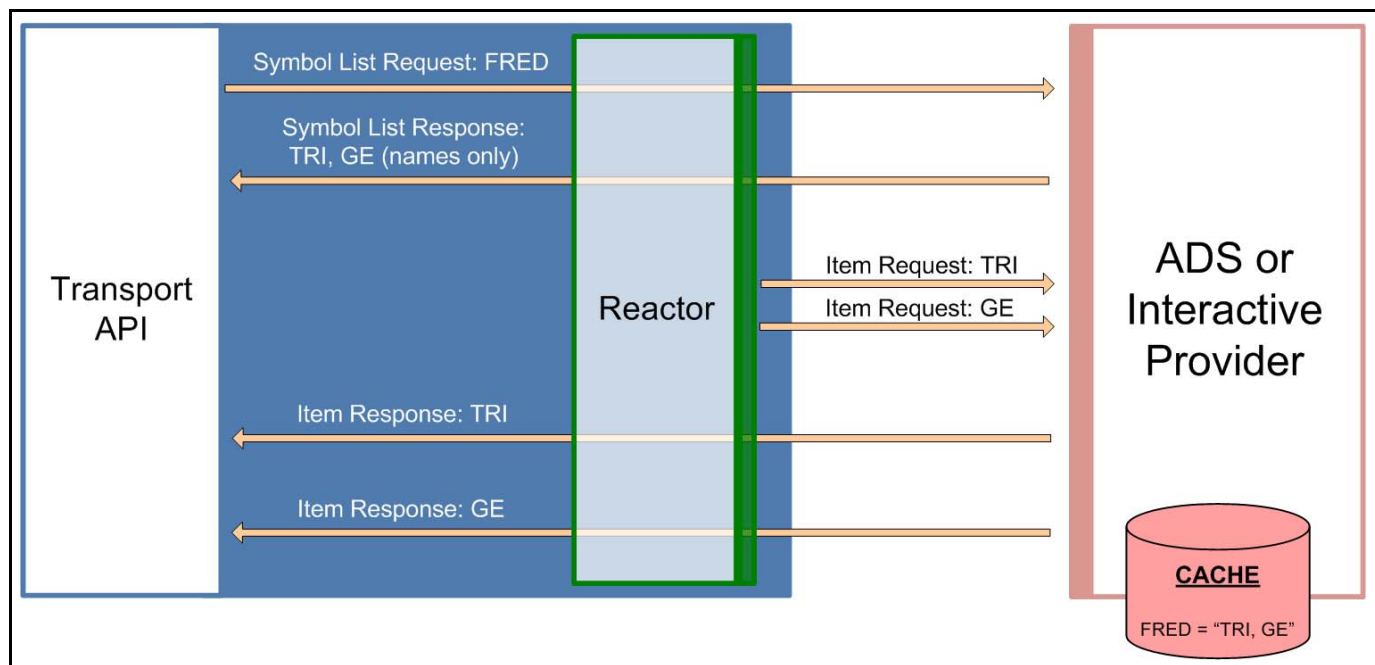 Symbol List Request: FRED
Symbol List Response:
TRI, GE (names only)
Item Request: TRI
Item Request: GE
Transport
API
Reactor
ADS or
Interactive
Provider
Item Response: TRI
Item Response: GE
CACHE
FRED = “TRI, GE”